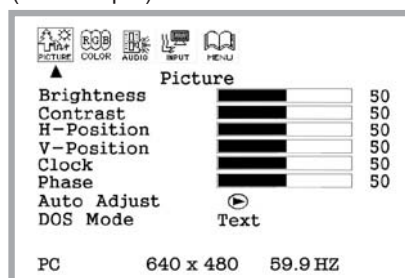 PICTURE COLOR AUDIO INPUT MENU
Picture
Brightness 50
Contrast 50
H-Position 50
V-Position 50
Clock 50
Phase 50
Auto Adjust
DOS Mode Text
PC 640 x 480 59.9 HZ